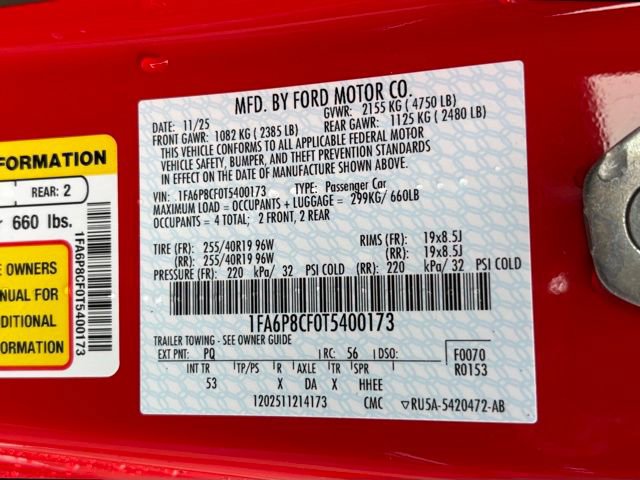 FORMATION
REAR: 2
660 lbs.
E OWNERS
NUAL FOR
DITIONAL
FORMATION
1FA6P8CF0T5400173
MFD. BY FORD MOTOR CO.
DATE: 11/25 GVWR: 2155 KG ( 4750 LB)
FRONT GAWR: 1082 KG ( 2385 LB) REAR GAWR: 1125 KG ( 2480 LB)
THIS VEHICLE CONFORMS TO ALL APPLICABLE FEDERAL MOTOR
VEHICLE SAFETY, BUMPER, AND THEFT PREVENTION STANDARDS
IN EFFECT ON THE DATE OF MANUFACTURE SHOWN ABOVE.
VIN: 1FA6P8CF0T5400173 TYPE: Passenger Car
MAXIMUM LOAD = OCCUPANTS + LUGGAGE = 299KG/ 660LB
OCCUPANTS = 4 TOTAL; 2 FRONT, 2 REAR
TIRE (FR): 255/40R19 96W RIMS (FR): 19x8.5J
(RR): 255/40R19 96W (RR): 19x8.5J
PRESSURE (FR): 220 kPa/ 32 PSI COLD (RR): 220 kPa/ 32 PSI COLD
1FA6P8CF0T5400173
TRAILER TOWING - SEE OWNER GUIDE
EXT PNT: PQ RC: 56 DSO: F0070
INT TR TP/PS R AXLE TR SPR R0153
53 X DA X HHEE
1202511214173 CMC ▽RU5A-5420472-AB